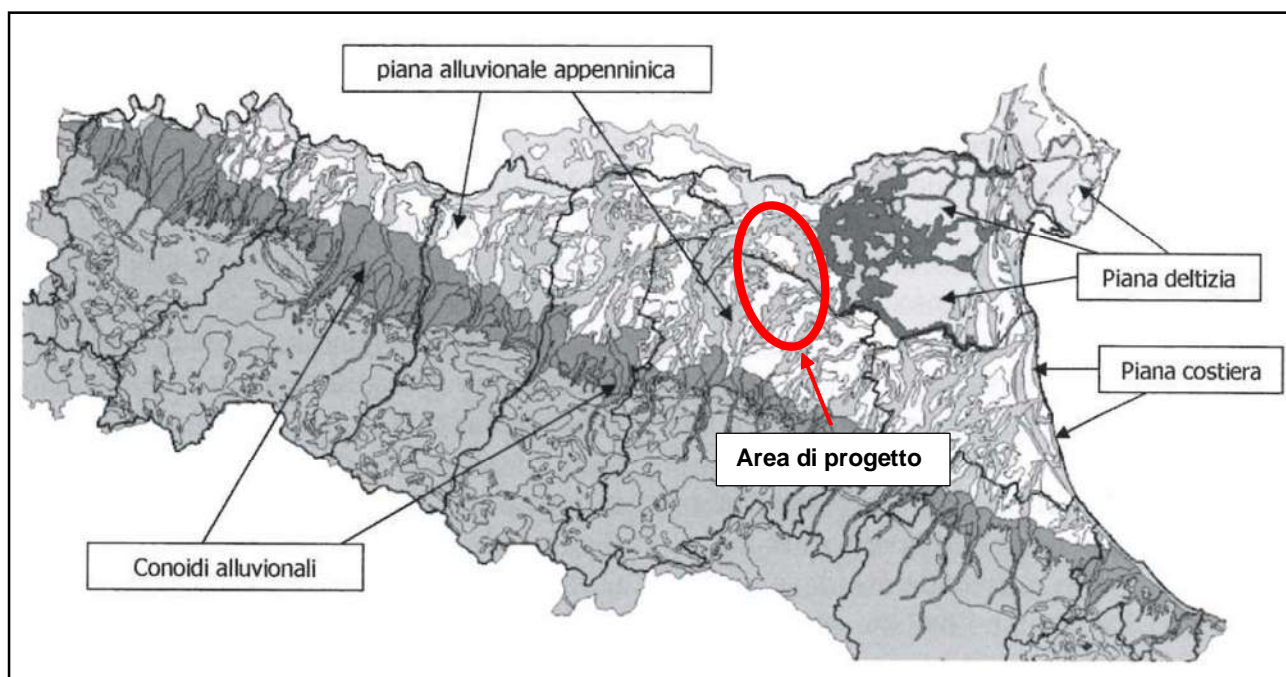 piana alluvionale appenninica
Piana deltizia
Piana costiera
Area di progetto
Conoidi alluvionali